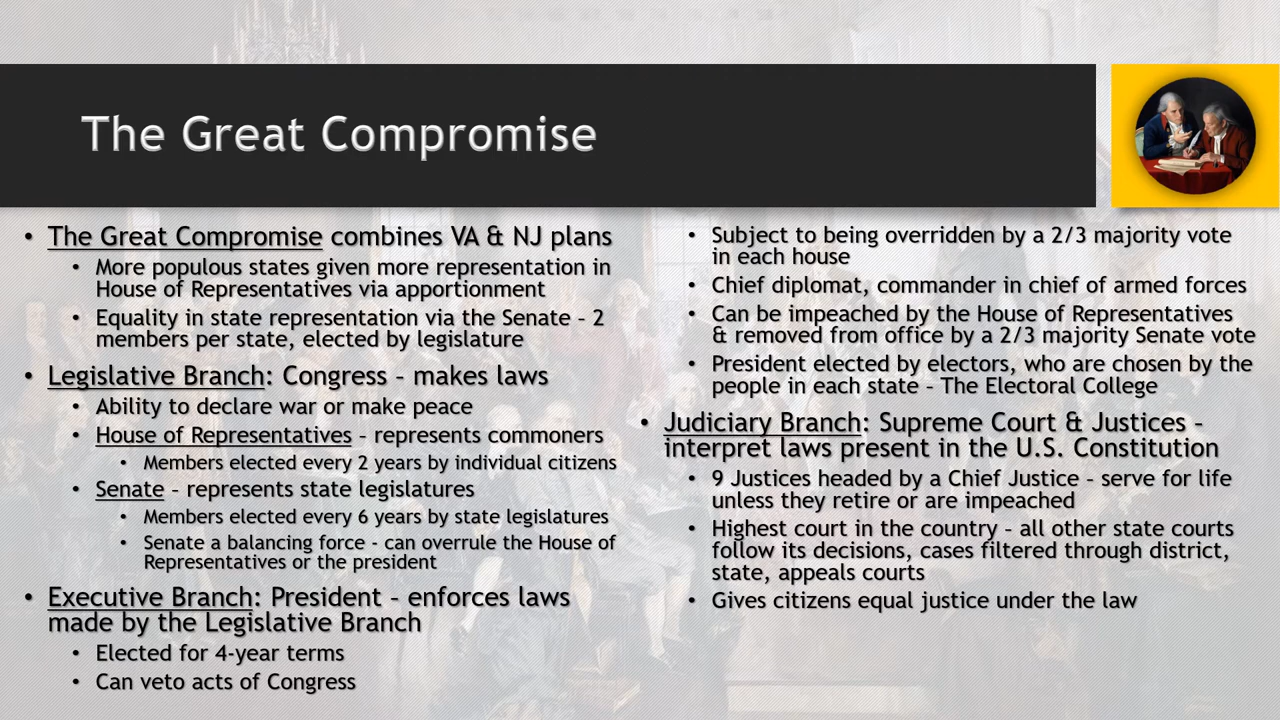 The Great Compromise
• The Great Compromise combines VA & NJ plans
• More populous states given more representation in
House of Representatives via apportionment
• Equality in state representation via the Senate – 2
members per state, elected by legislature
• Legislative Branch: Congress – makes laws
• Ability to declare war or make peace
• House of Representatives – represents commoners
• Members elected every 2 years by individual citizens
• Senate – represents state legislatures
• Members elected every 6 years by state legislatures
• Senate a balancing force - can overrule the House of
Representatives or the president
• Executive Branch: President – enforces laws
made by the Legislative Branch
• Elected for 4-year terms
• Can veto acts of Congress
• Subject to being overridden by a 2/3 majority vote
in each house
• Chief diplomat, commander in chief of armed forces
• Can be impeached by the House of Representatives
& removed from office by a 2/3 majority Senate vote
• President elected by electors, who are chosen by the
people in each state – The Electoral College
• Judiciary Branch: Supreme Court & Justices –
interpret laws present in the U.S. Constitution
• 9 Justices headed by a Chief Justice – serve for life
unless they retire or are impeached
• Highest court in the country – all other state courts
follow its decisions, cases filtered through district,
state, appeals courts
• Gives citizens equal justice under the law